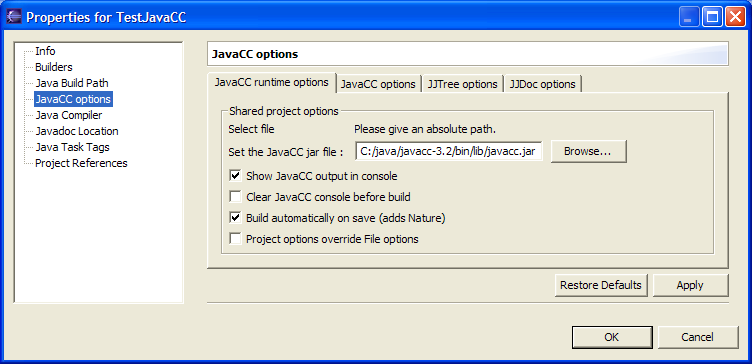 Properties for TestJavaCC
Info
Builders
Java Build Path
JavaCC options
Java Compiler
Javadoc Location
Java Task Tags
Project References
JavaCC options
JavaCC runtime options
JavaCC options
JJTree options
JJDoc options
Shared project options
Select file Please give an absolute path.
Set the JavaCC jar file : C:/java/javacc-3.2/bin/lib/javacc.jar Browse...
Show JavaCC output in console
Clear JavaCC console before build
Build automatically on save (adds Nature)
Project options override File options
Restore Defaults Apply
OK Cancel